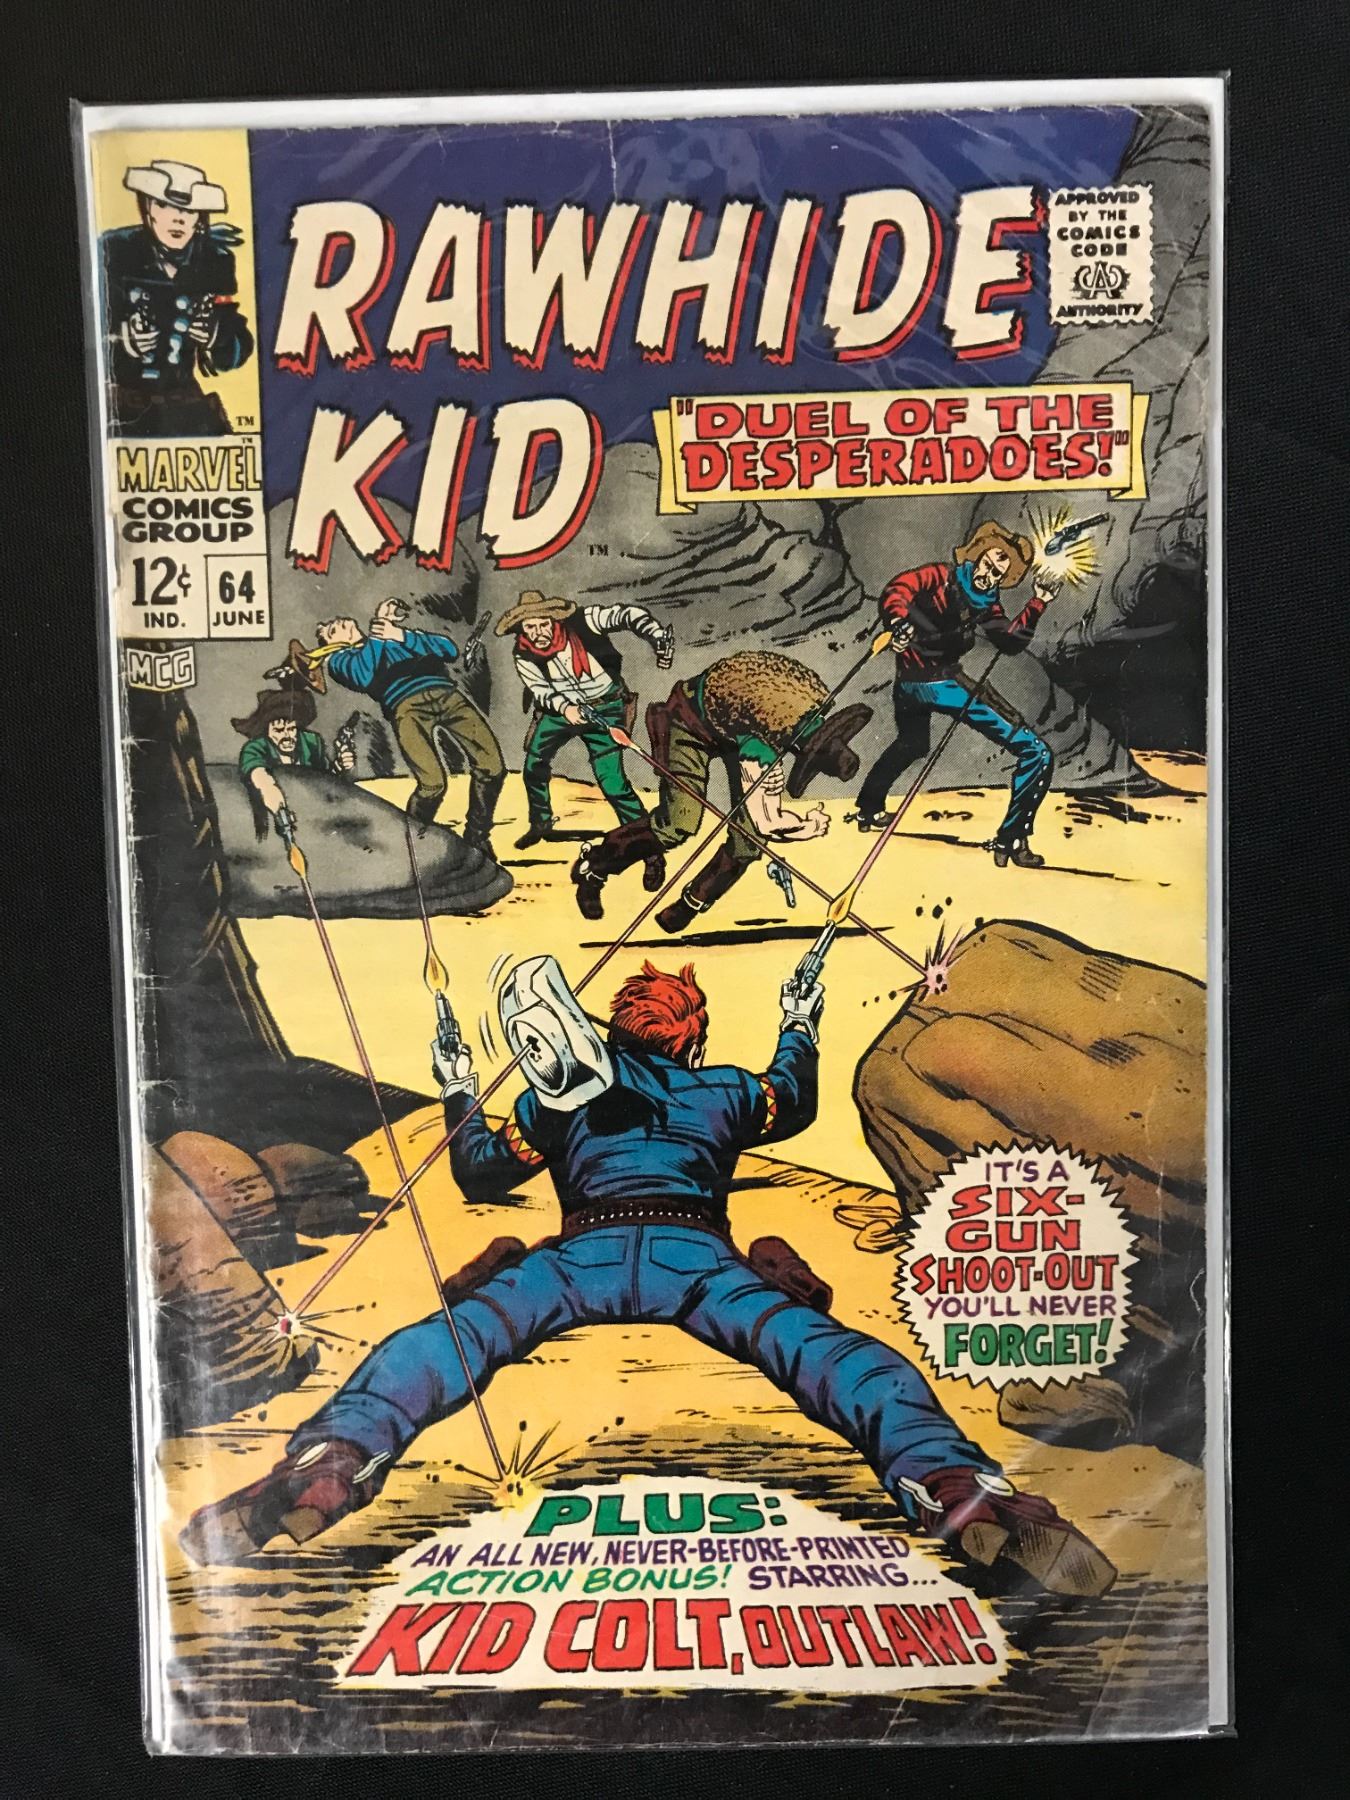 RAWHIDE
KID
TM
APPROVED
BY THE
COMICS
CODE
CA
AUTHORITY
"DUEL OF THE
DESPERADOES!"
TM
TM
MARVEL
COMICS
GROUP
12¢
IND.
64
JUNE
MCG
IT'S A
SIX-
GUN
SHOOT-OUT
YOU'LL NEVER
FORGET!
PLUS:
AN ALL NEW, NEVER-BEFORE-PRINTED
ACTION BONUS! STARRING...
KID COLT, OUTLAW!